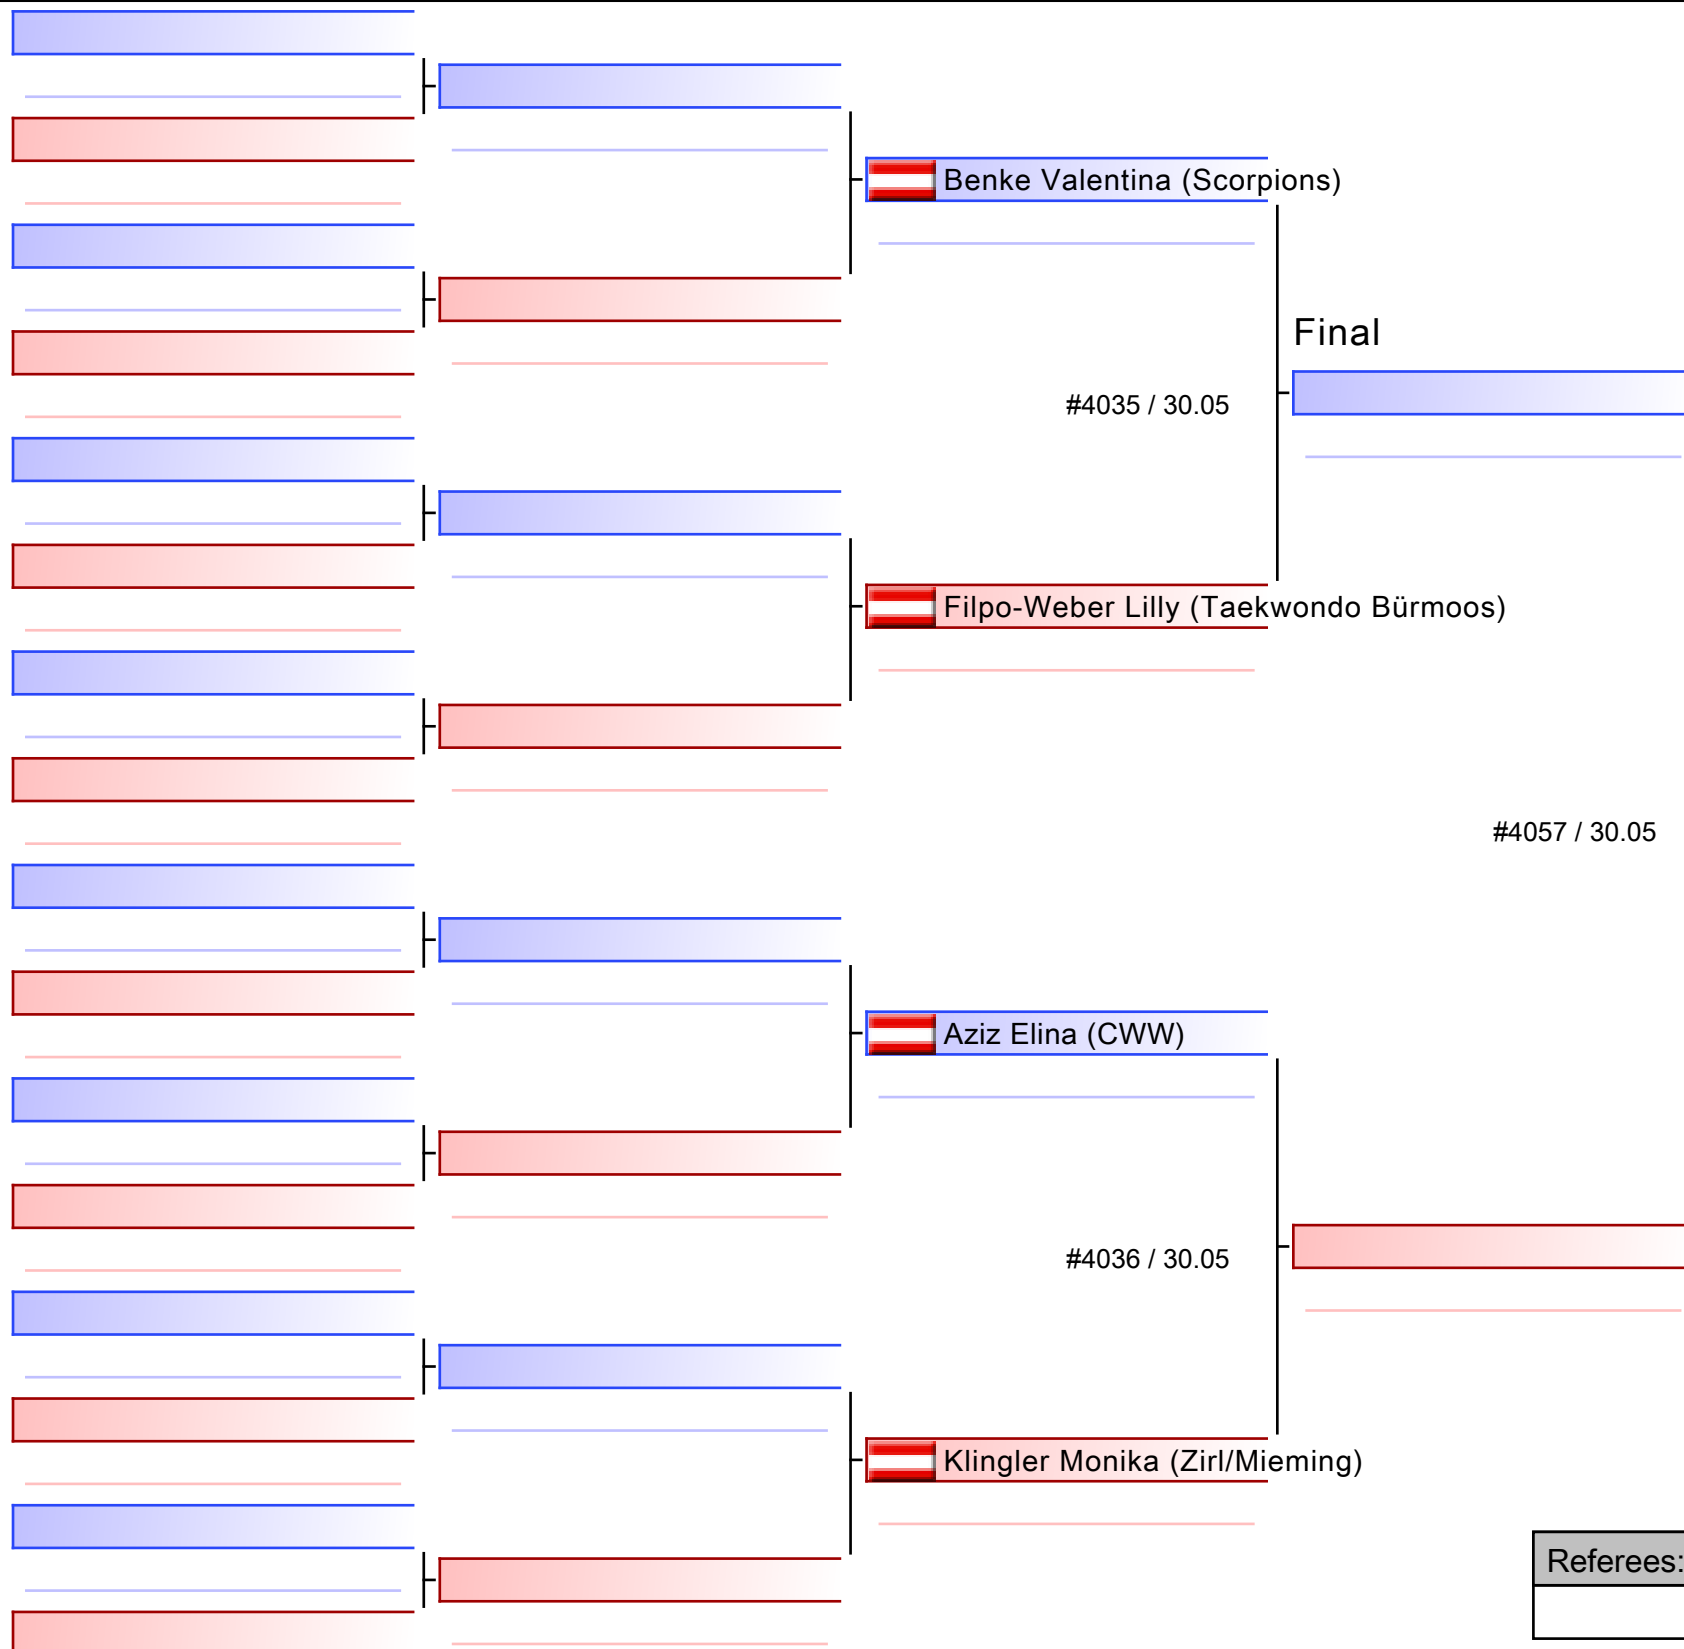 Benke Valentina (Scorpions)
Final
#4035 / 30.05
Filpo-Weber Lilly (Taekwondo Bürmoos)
#4057 / 30.05
Aziz Elina (CWW)
#4036 / 30.05
Klingler Monika (Zirl/Mieming)
Referees: